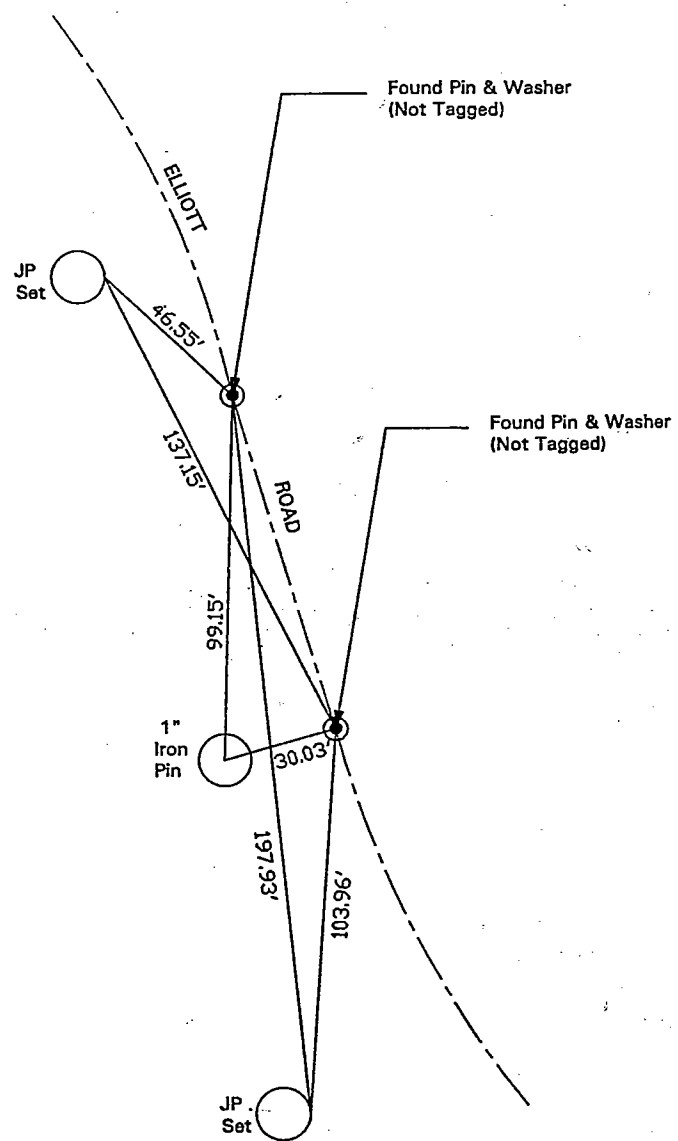 Found Pin & Washer
(Not Tagged)
ELLIOTT
JP
Set
46.55'
Found Pin & Washer
(Not Tagged)
137.15'
ROAD
99.15'
1"
Iron
Pin
30.03'
197.93'
103.96'
JP
Set